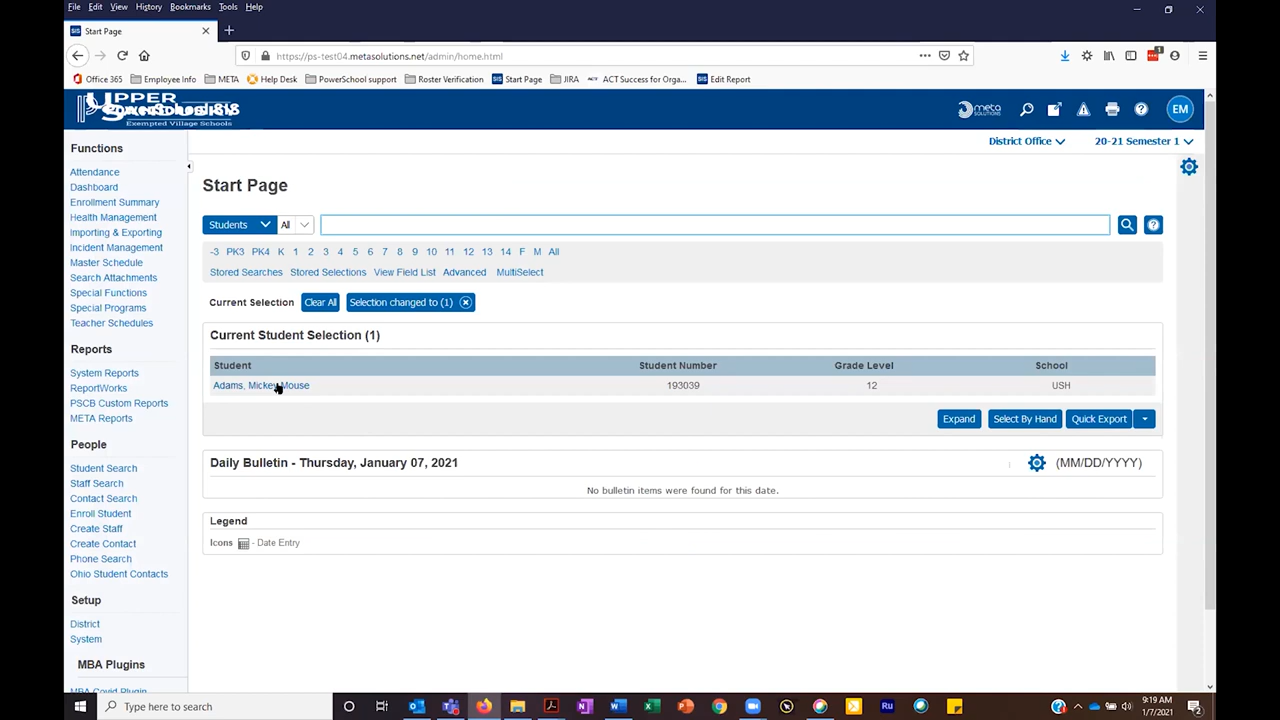 File Edit View History Bookmarks Tools Help
SIS Start Page
https://ps-test04.metasolutions.net/admin/home.html
Office 365 Employee Info META Help Desk PowerSchool support Roster Verification Start Page JIRA ACT Success for Orga... Edit Report
Exempted Village Schools
meta SOLUTIONS EM
District Office 20-21 Semester 1
Functions
Attendance
Dashboard
Enrollment Summary
Health Management
Importing & Exporting
Incident Management
Master Schedule
Search Attachments
Special Functions
Special Programs
Teacher Schedules
Reports
System Reports
ReportWorks
PSCB Custom Reports
META Reports
People
Student Search
Staff Search
Contact Search
Enroll Student
Create Staff
Create Contact
Phone Search
Ohio Student Contacts
Setup
District
System
MBA Plugins
MBA Covid Plugin
Start Page
Students All
-3 PK3 PK4 K 1 2 3 4 5 6 7 8 9 10 11 12 13 14 F M All
Stored Searches Stored Selections View Field List Advanced MultiSelect
Current Selection Clear All Selection changed to (1)
Current Student Selection (1)
Student Student Number Grade Level School
Adams, Mickey Mouse 193039 12 USH
Expand Select By Hand Quick Export
Daily Bulletin - Thursday, January 07, 2021 (MM/DD/YYYY)
No bulletin items were found for this date.
Legend
Icons - Date Entry
Type here to search
9:19 AM
1/7/2021